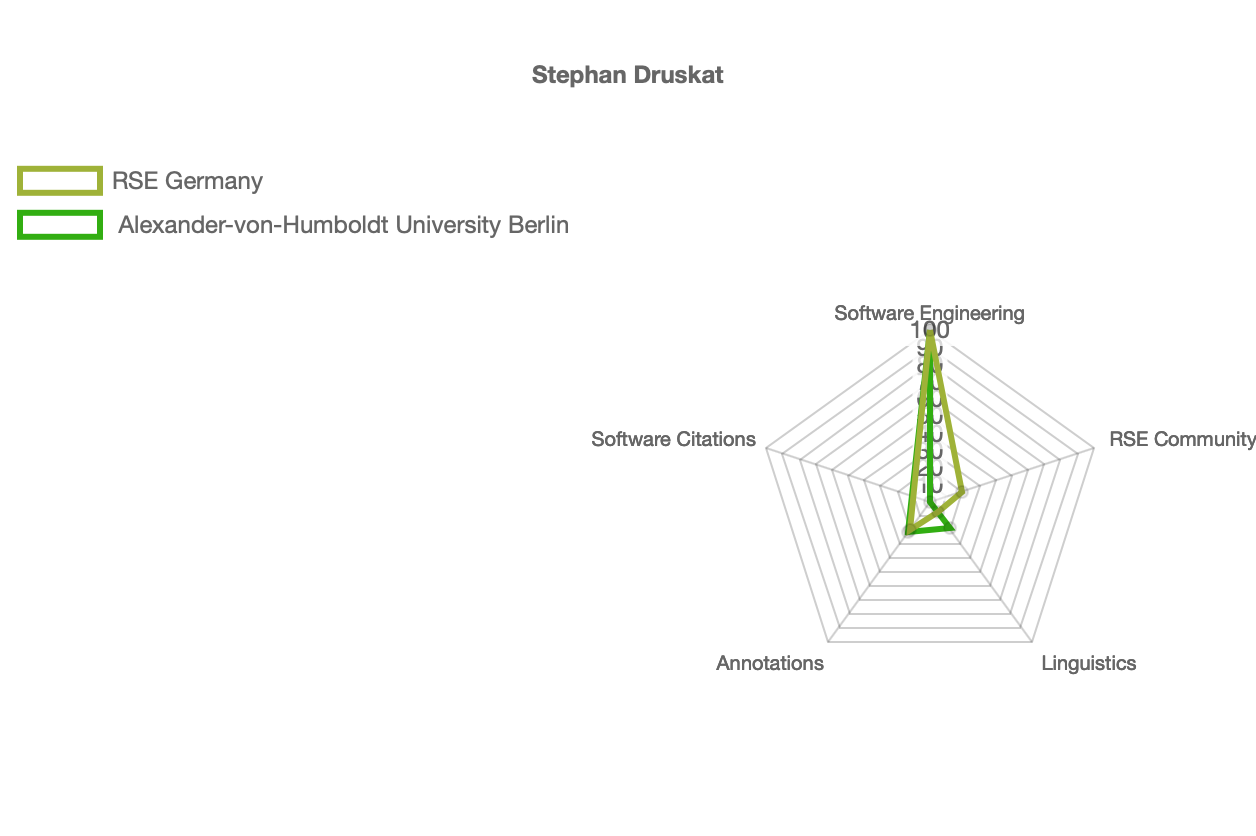 Stephan Druskat
RSE Germany
Alexander-von-Humboldt University Berlin
Software Engineering
100
Software Citations
RSE Community
Annotations
Linguistics